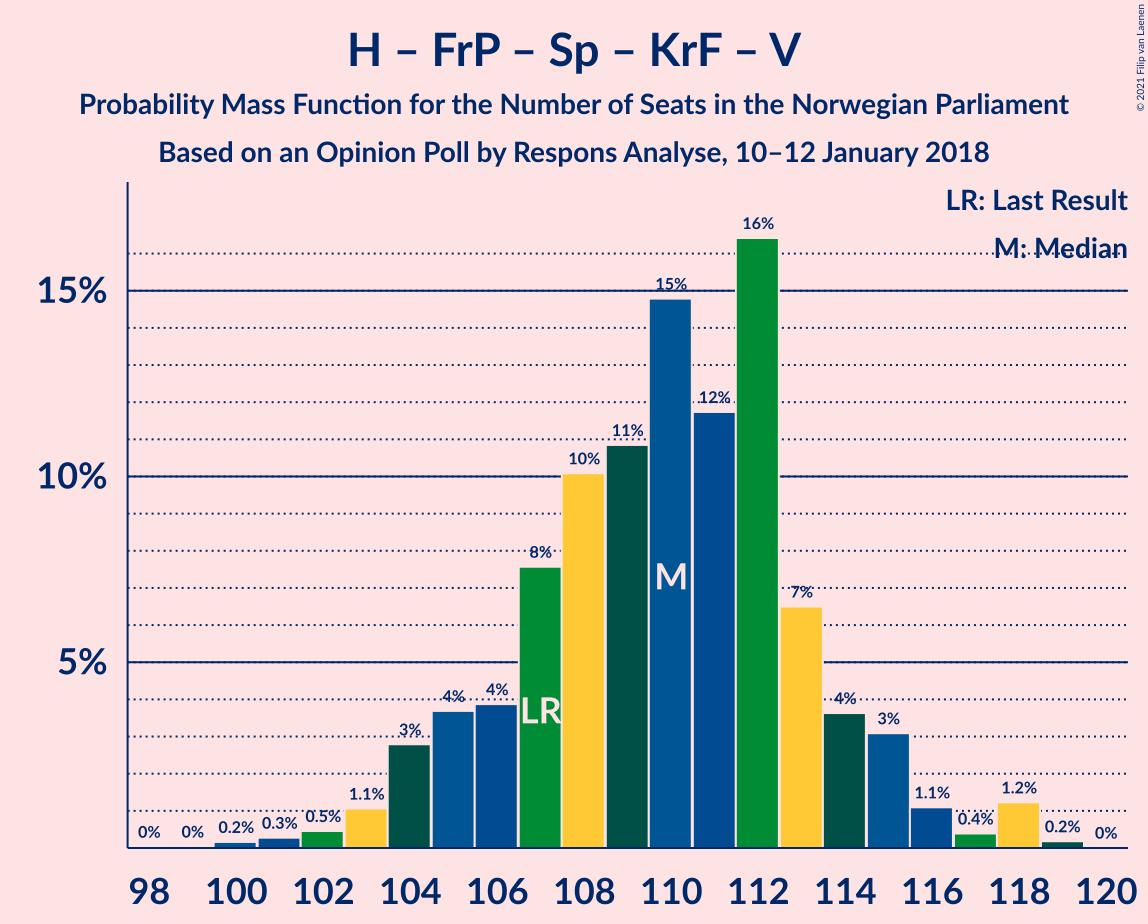 H – FrP – Sp – KrF – V
Probability Mass Function for the Number of Seats in the Norwegian Parliament
Based on an Opinion Poll by Respons Analyse, 10–12 January 2018
© 2021 Filip van Laenen
LR: Last Result
M: Median
15%
10%
5%
0%
0%
0.2%
0.3%
0.5%
1.1%
3%
4%
4%
8%
10%
11%
15%
12%
16%
7%
4%
3%
1.1%
0.4%
1.2%
0.2%
0%
LR
M
98 100 102 104 106 108 110 112 114 116 118 120